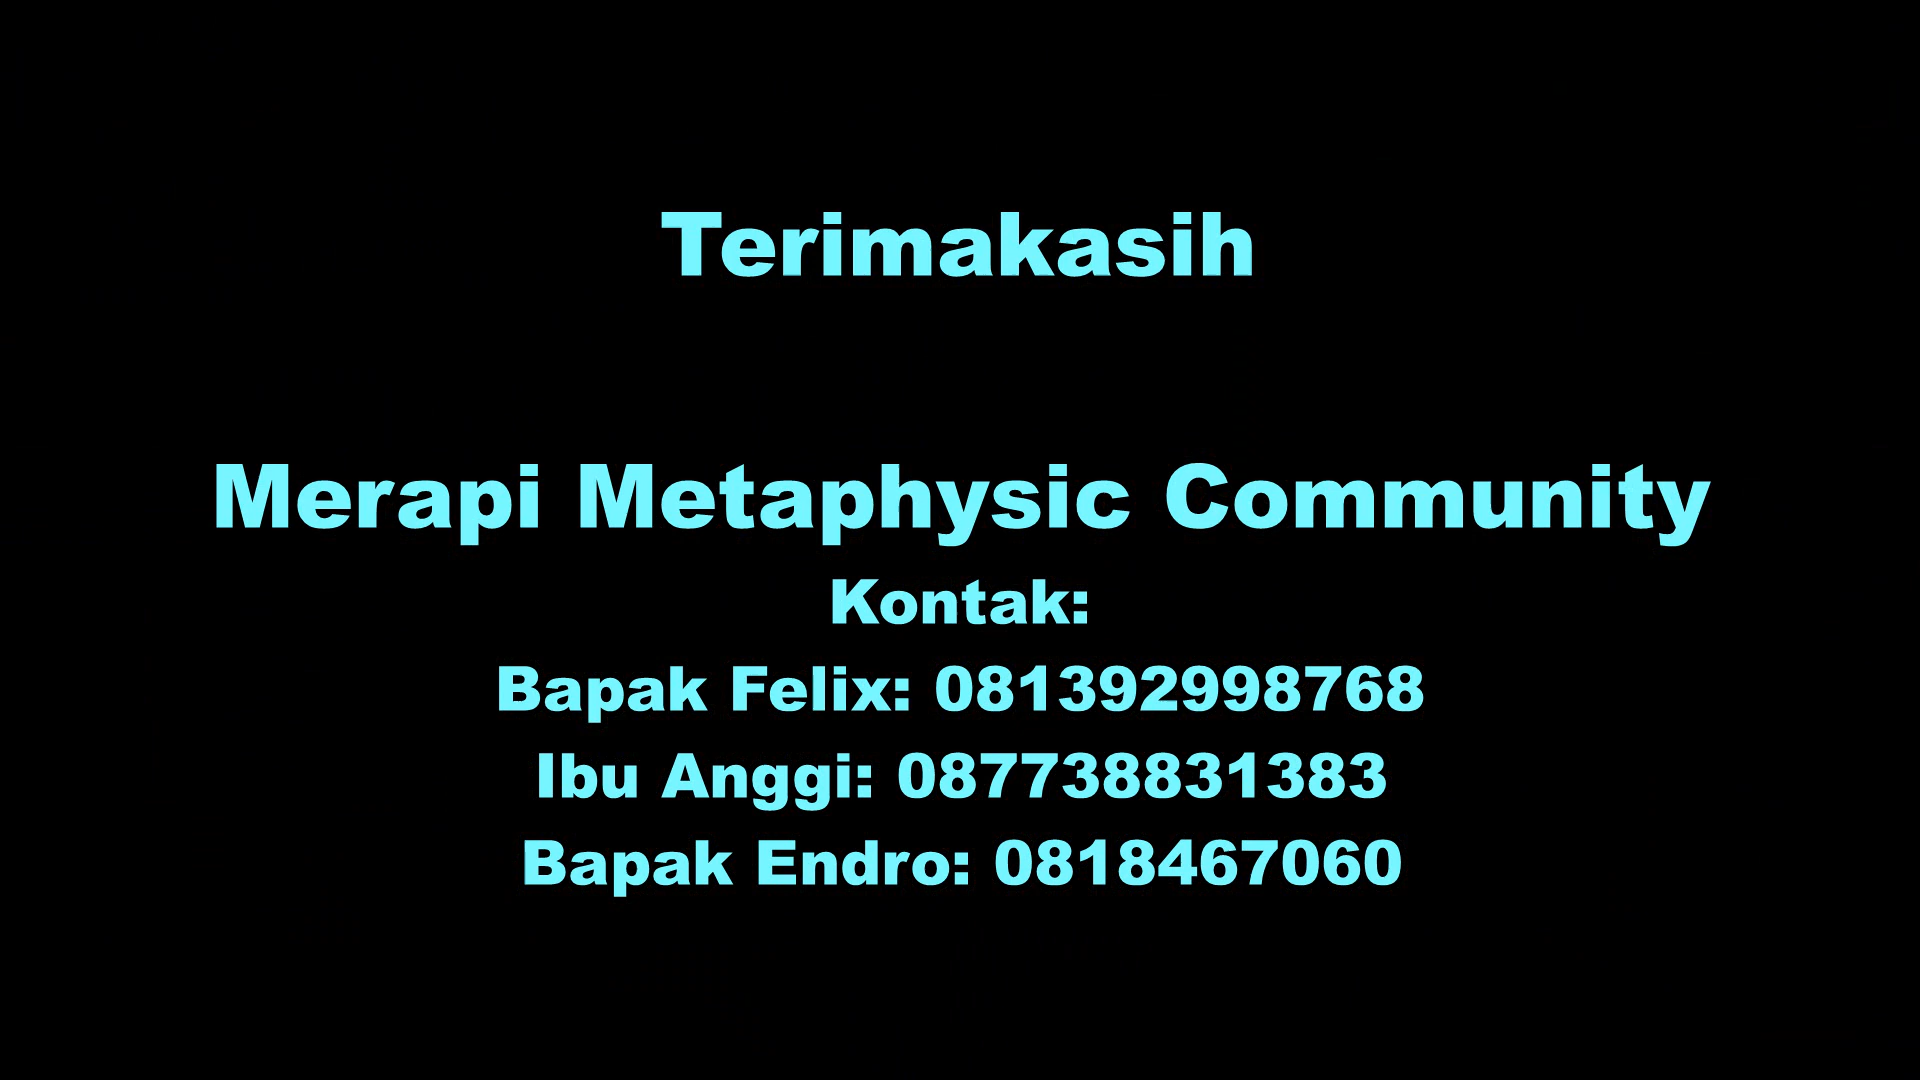 Terimakasih
Merapi Metaphysic Community
Kontak:
Bapak Felix: 081392998768
Ibu Anggi: 087738831383
Bapak Endro: 0818467060